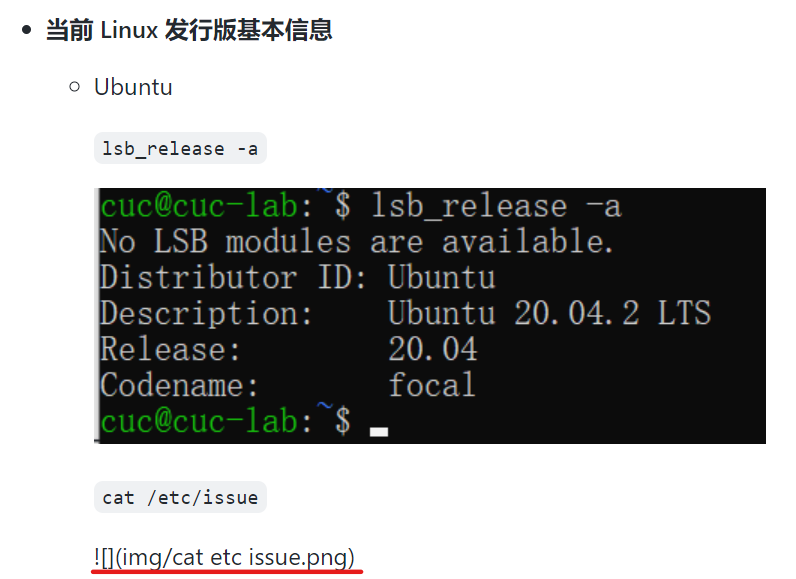 当前 Linux 发行版基本信息
Ubuntu
lsb_release -a
cuc@cuc-lab:~$ lsb_release -a
No LSB modules are available.
Distributor ID: Ubuntu
Description:    Ubuntu 20.04.2 LTS
Release:        20.04
Codename:       focal
cuc@cuc-lab:~$
cat /etc/issue
![](img/cat etc issue.png)